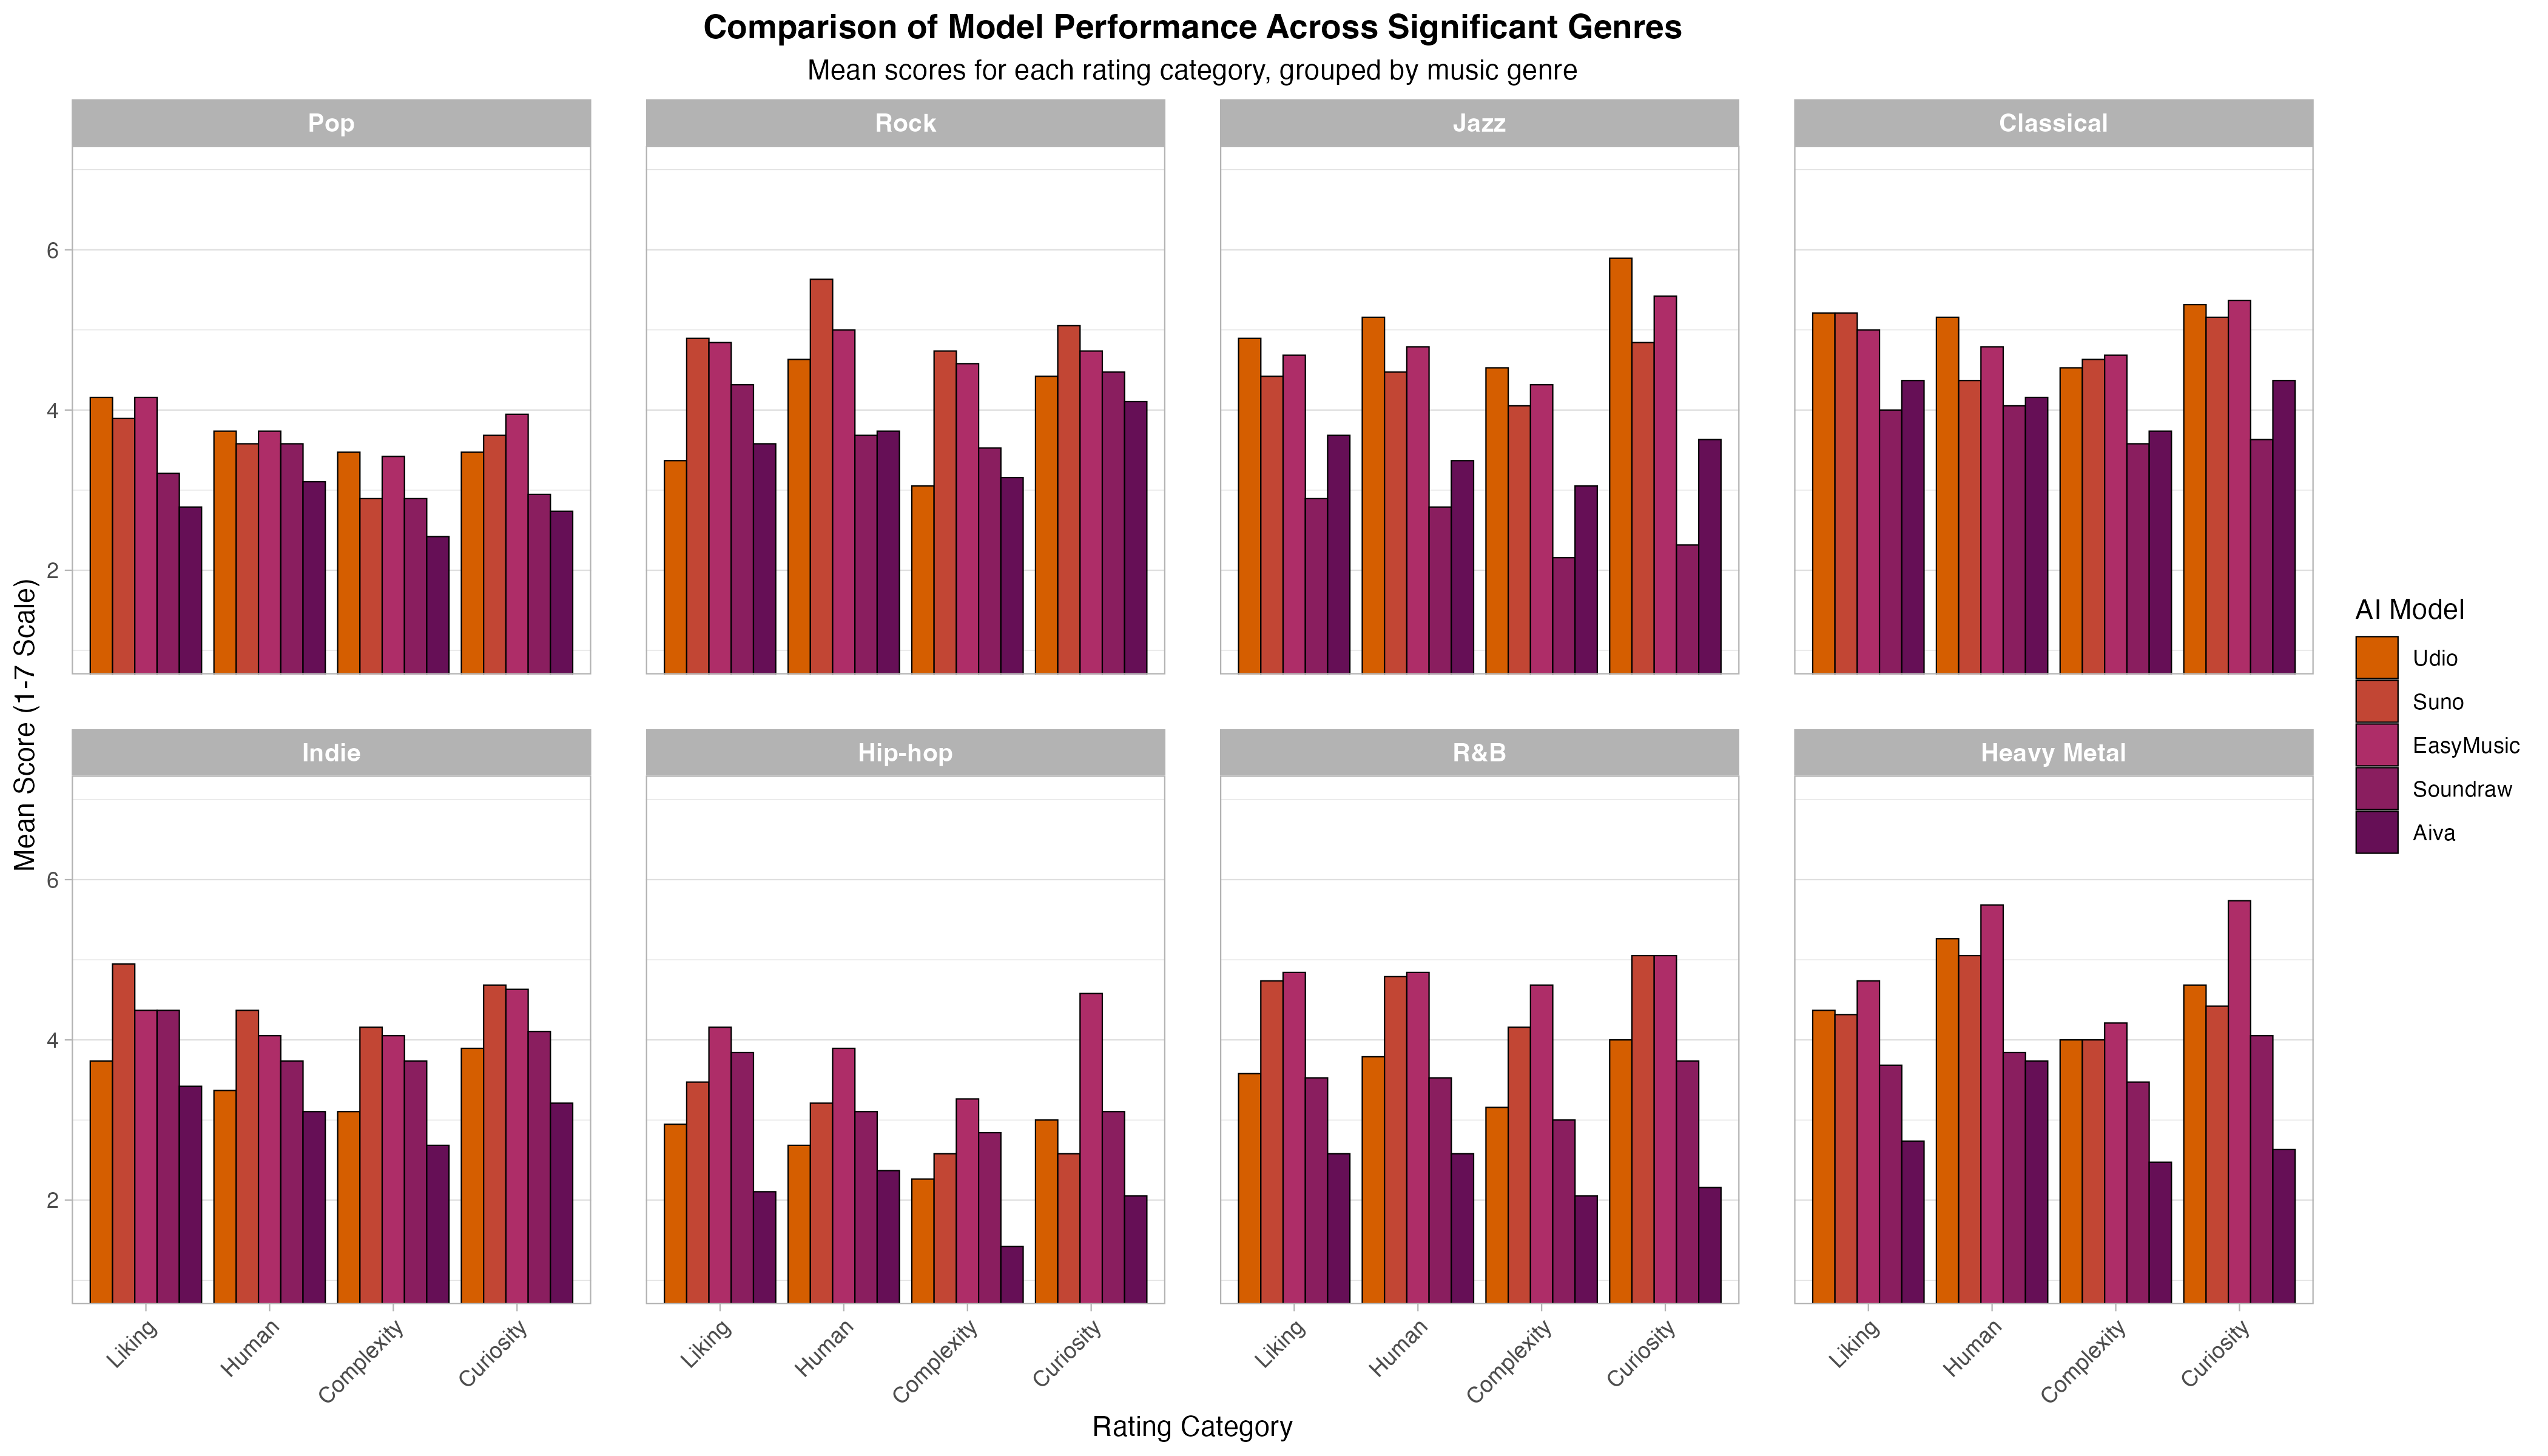 Comparison of Model Performance Across Significant Genres
Mean scores for each rating category, grouped by music genre
Pop
Rock
Jazz
Classical
6
4
2
Indie
Hip-hop
R&B
Heavy Metal
6
4
2
Mean Score (1-7 Scale)
Liking
Human
Complexity
Curiosity
Liking
Human
Complexity
Curiosity
Liking
Human
Complexity
Curiosity
Liking
Human
Complexity
Curiosity
Rating Category
AI Model
Udio
Suno
EasyMusic
Soundraw
Aiva